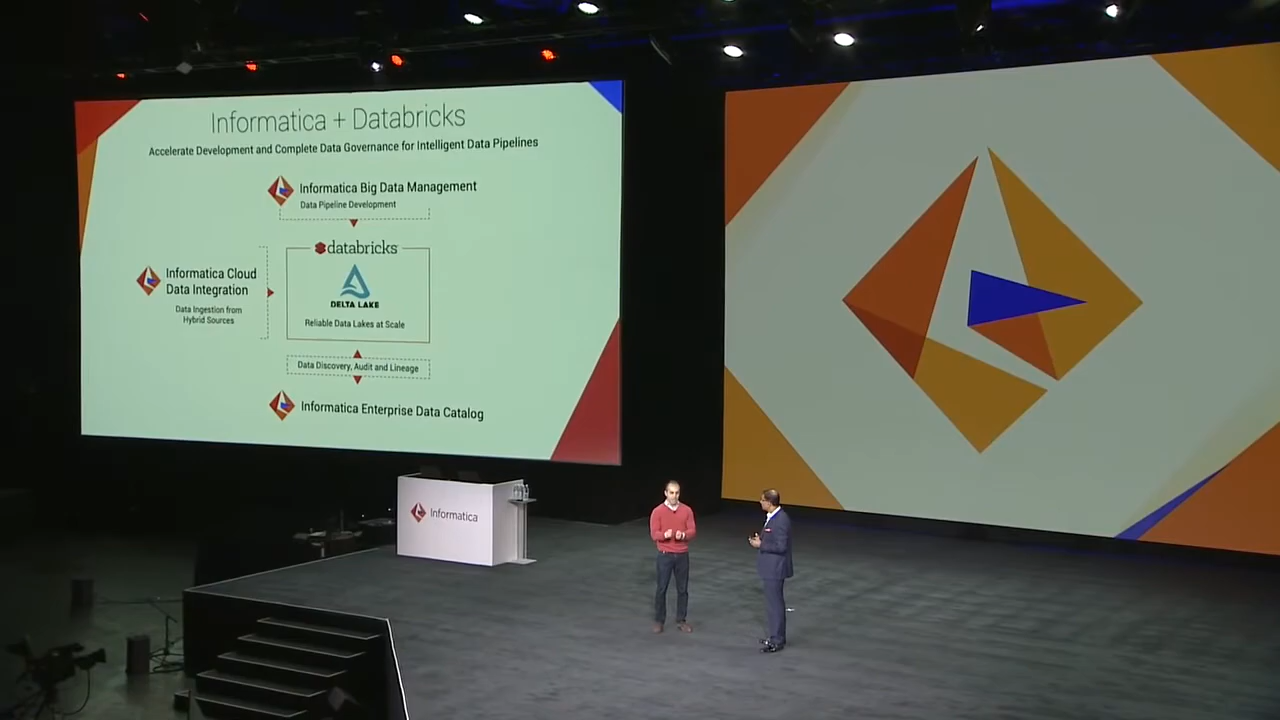 Informatica + Databricks
Accelerate Development and Complete Data Governance for Intelligent Data Pipelines
Informatica Big Data Management
Data Pipeline Development
databricks
Informatica Cloud
Data Integration
Data Ingestion from
Hybrid Sources
DELTA LAKE
Reliable Data Lakes at Scale
Data Discovery, Audit and Lineage
Informatica Enterprise Data Catalog
Informatica